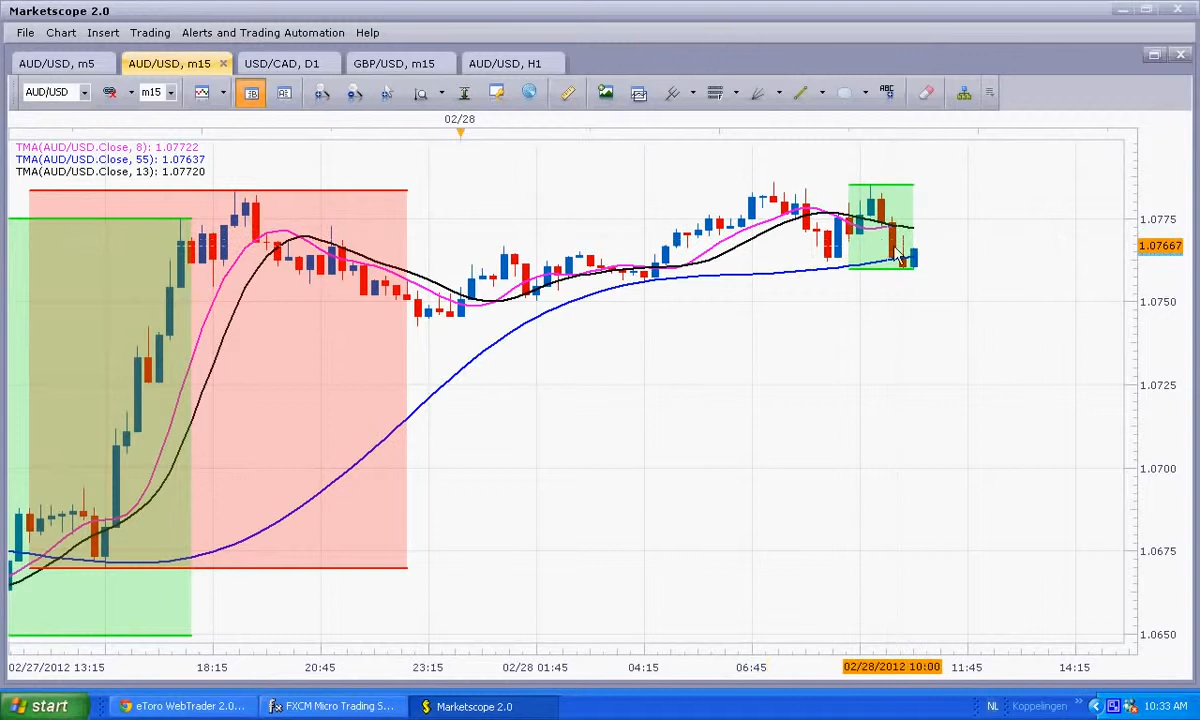 Marketscope 2.0
File Chart Insert Trading Alerts and Trading Automation Help
AUD/USD, m5 AUD/USD, m15 USD/CAD, D1 GBP/USD, m15 AUD/USD, H1
AUD/USD m15 ABC
02/28
TMA(AUD/USD.Close, 8): 1.07722
TMA(AUD/USD.Close, 55): 1.07637
TMA(AUD/USD.Close, 13): 1.07720
1.0775
1.07667
1.0750
1.0725
1.0700
1.0675
1.0650
02/27/2012 13:15 18:15 20:45 23:15 02/28 01:45 04:15 06:45 02/28/2012 10:00 11:45 14:15
start eToro WebTrader 2.0... FXCM Micro Trading S... Marketscope 2.0 NL Koppelingen 10:33 AM